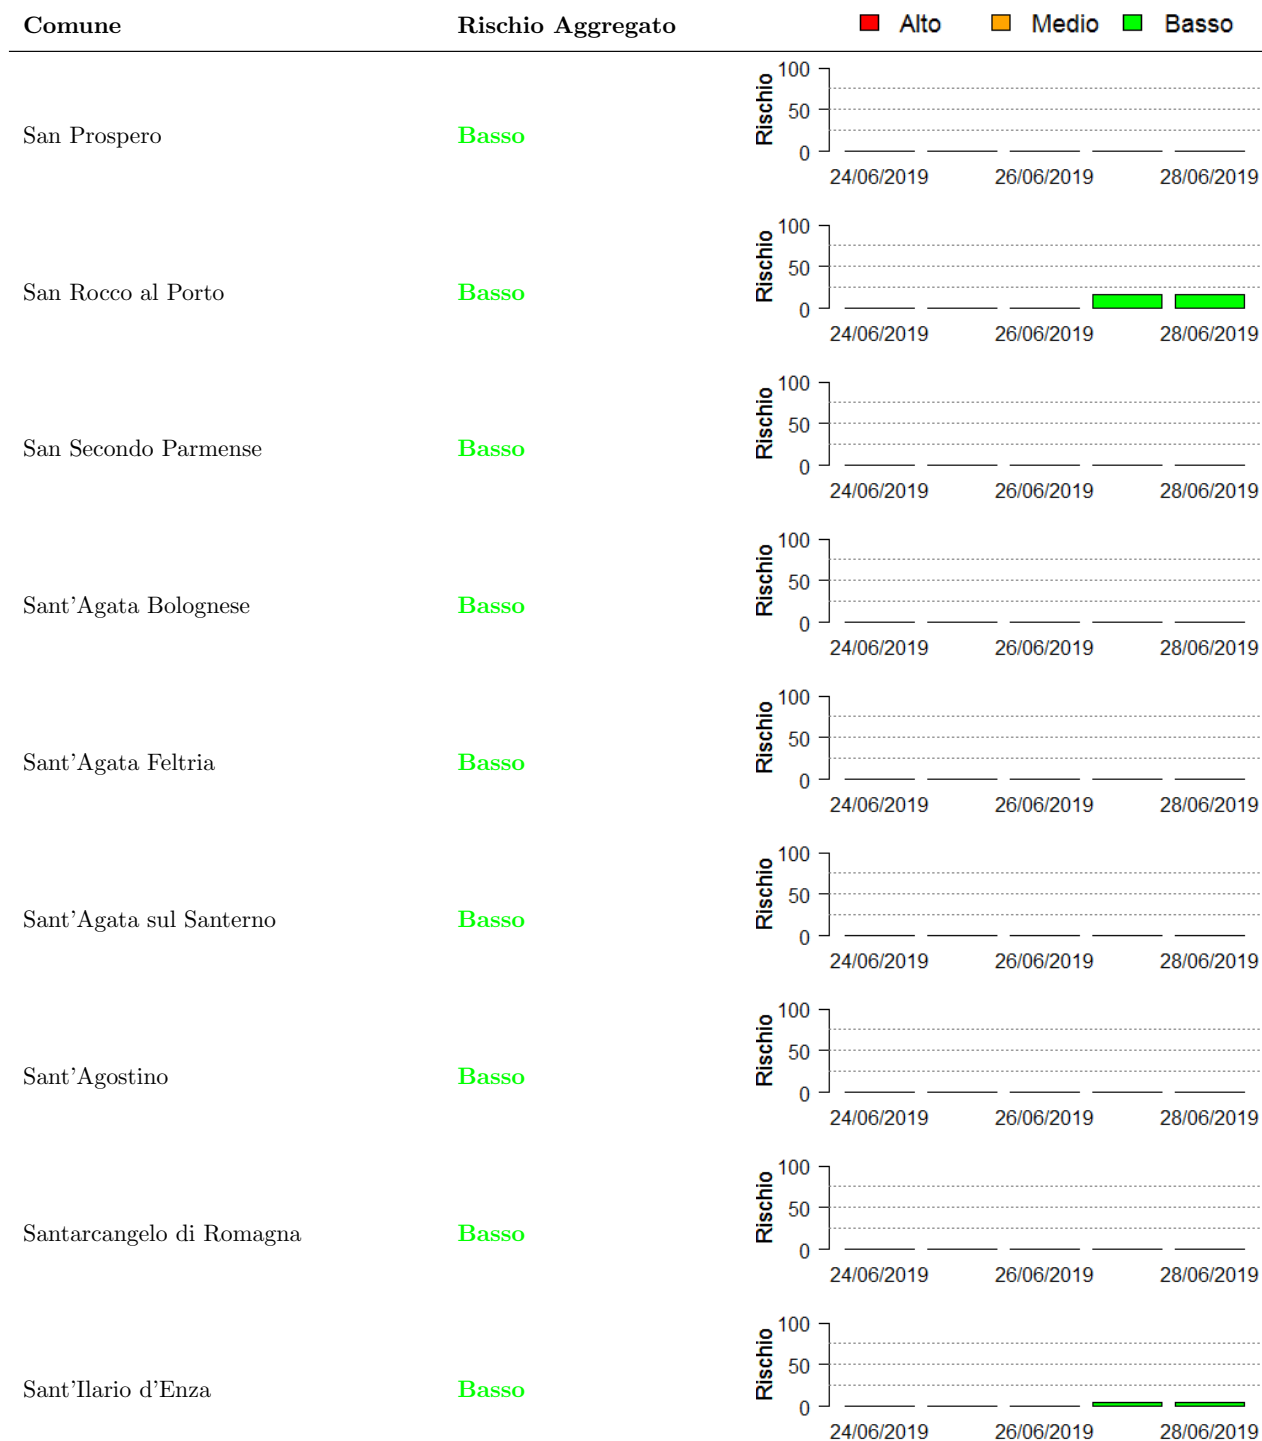 Comune Rischio Aggregato Alto Medio Basso
San Prospero Basso
Rischio
100
50
0
24/06/2019 26/06/2019 28/06/2019
San Rocco al Porto Basso
Rischio
100
50
0
24/06/2019 26/06/2019 28/06/2019
San Secondo Parmense Basso
Rischio
100
50
0
24/06/2019 26/06/2019 28/06/2019
Sant'Agata Bolognese Basso
Rischio
100
50
0
24/06/2019 26/06/2019 28/06/2019
Sant'Agata Feltria Basso
Rischio
100
50
0
24/06/2019 26/06/2019 28/06/2019
Sant'Agata sul Santerno Basso
Rischio
100
50
0
24/06/2019 26/06/2019 28/06/2019
Sant'Agostino Basso
Rischio
100
50
0
24/06/2019 26/06/2019 28/06/2019
Santarcangelo di Romagna Basso
Rischio
100
50
0
24/06/2019 26/06/2019 28/06/2019
Sant'Ilario d'Enza Basso
Rischio
100
50
0
24/06/2019 26/06/2019 28/06/2019